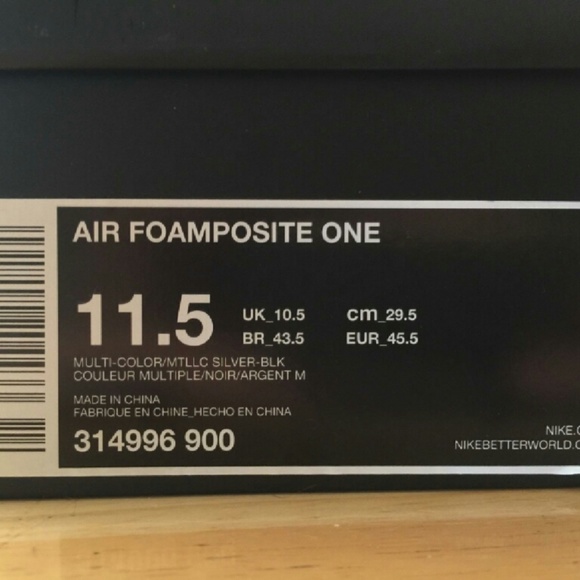 AIR FOAMPOSITE ONE
11.5 UK_10.5 cm_29.5
BR_43.5 EUR_45.5
MULTI-COLOR/MTLLC SILVER-BLK
COULEUR MULTIPLE/NOIR/ARGENT M
MADE IN CHINA
FABRIQUE EN CHINE_HECHO EN CHINA
314996 900
NIKE.C
NIKEBETTERWORLD.C